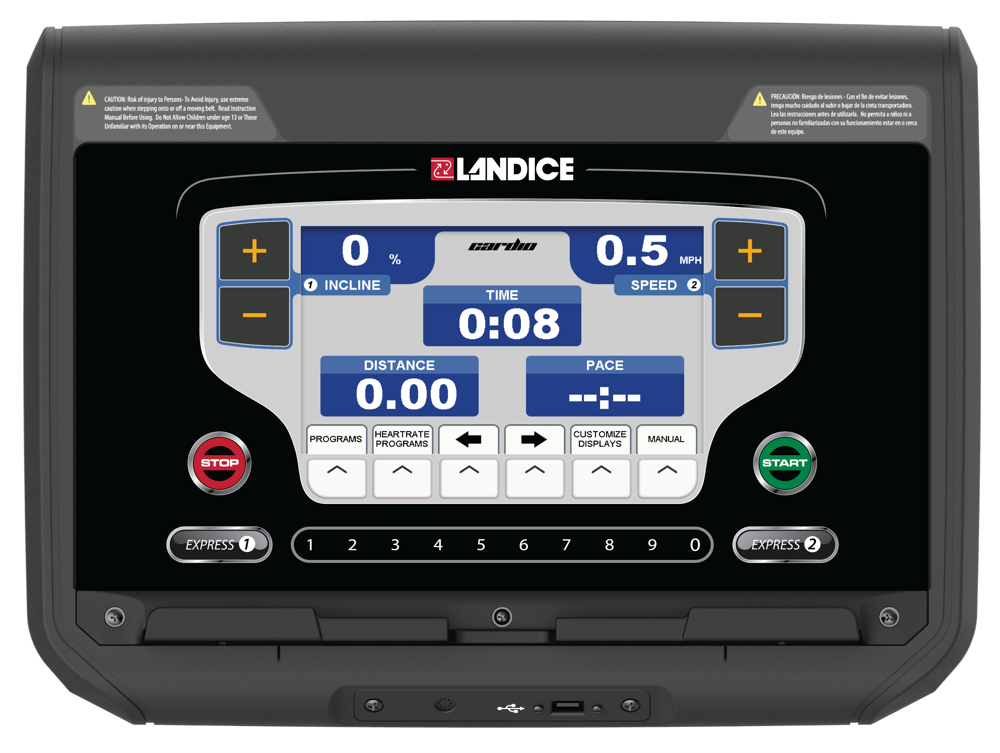 CAUTION: Risk of injury to Persons- To Avoid Injury, use extreme
caution when stepping onto or off a moving belt. Read Instruction
Manual Before Using. Do Not Allow Children under age 13 or Those
Unfamiliar with its Operation on or near this Equipment.
PRECAUCIÓN: Riesgo de lesiones - Con el fin de evitar lesiones,
tenga mucho cuidado al subir o bajar de la cinta transportadora.
Lea las instrucciones antes de utilizarla. No permita a niños ni a
personas no familiarizadas con su funcionamiento estar en o cerca
de este equipo.
LANDICE
+
0 %
cardio
0.5 MPH
+
1 INCLINE
SPEED 2
−
TIME
0:08
−
DISTANCE
0.00
PACE
--:--
PROGRAMS
HEARTRATE
PROGRAMS
CUSTOMIZE
DISPLAYS
MANUAL
STOP
START
EXPRESS 1
1 2 3 4 5 6 7 8 9 0
EXPRESS 2